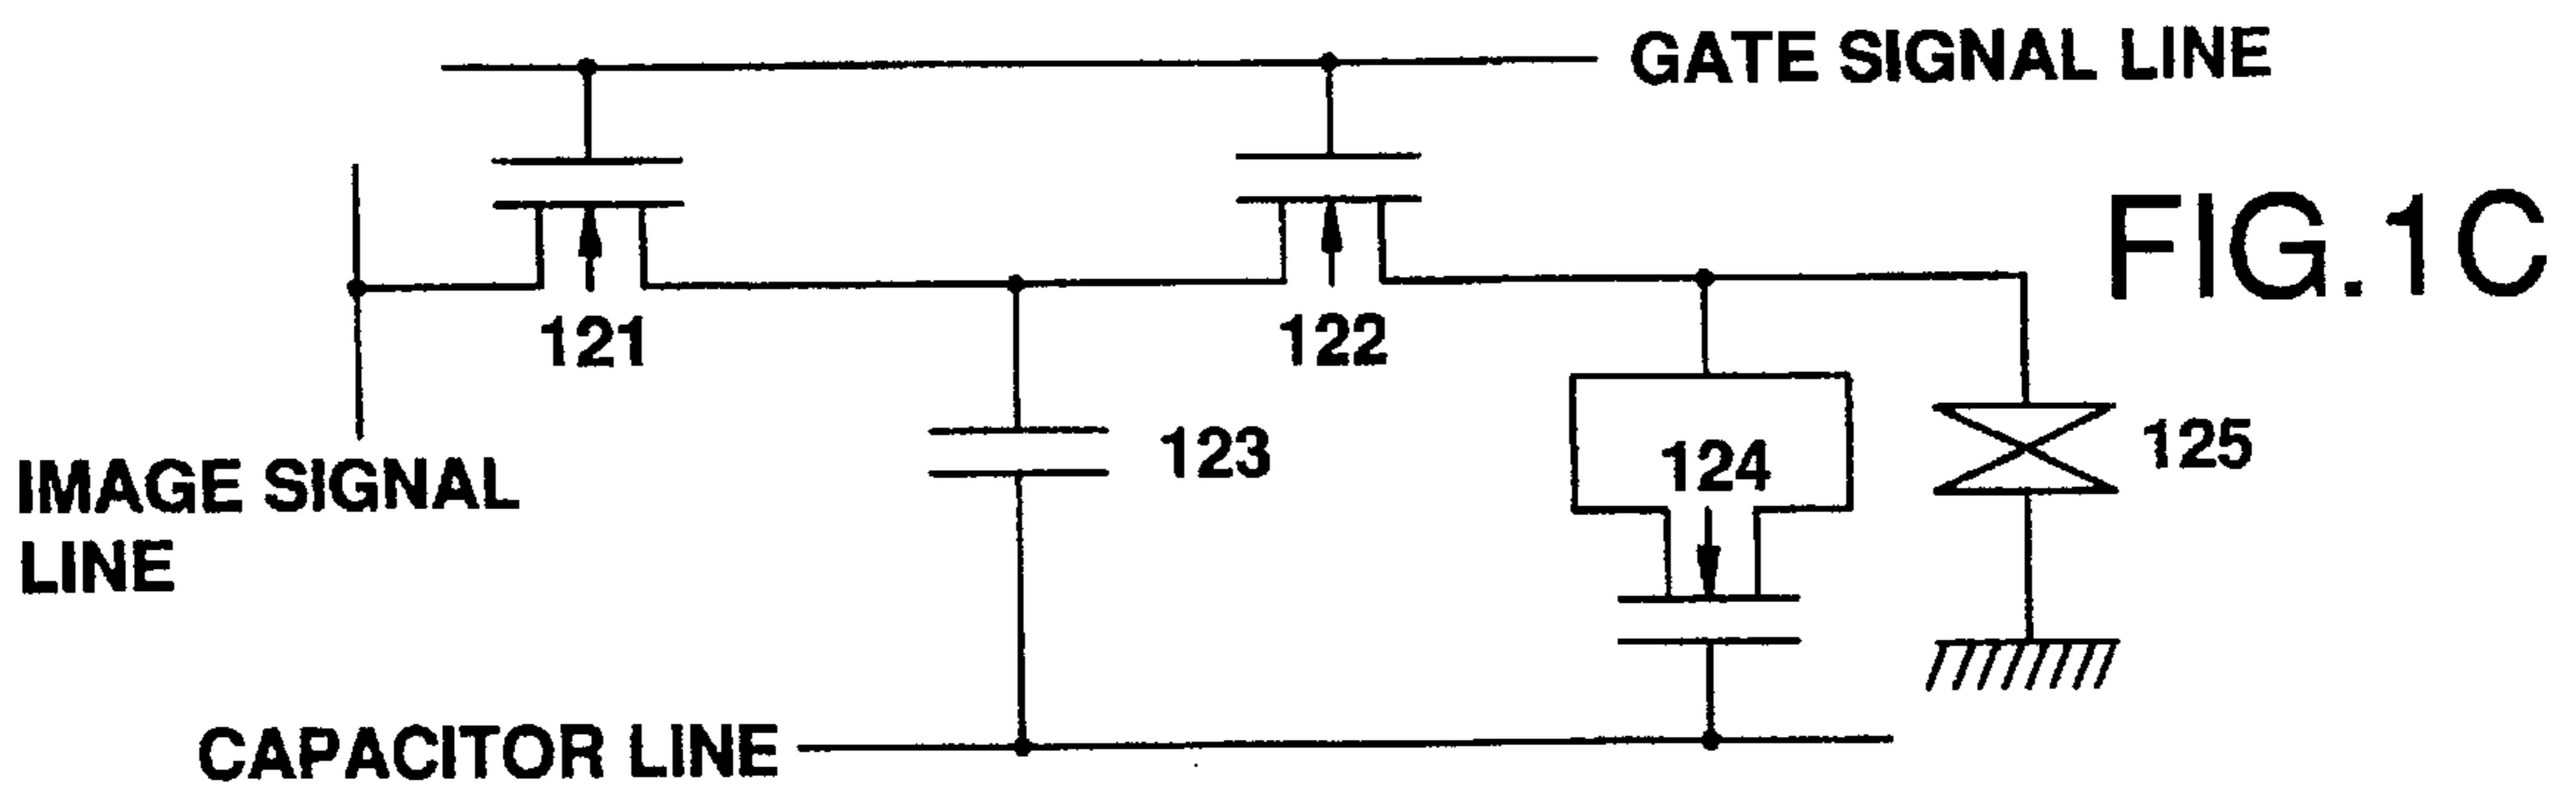 GATE SIGNAL LINE
FIG.1C
121
122
123
124
125
IMAGE SIGNAL
LINE
CAPACITOR LINE